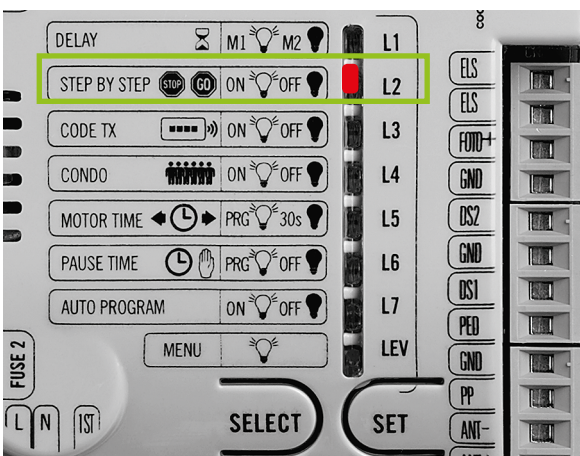 COC
DELAY M1 M2 L1
STEP BY STEP STOP GO ON OFF L2
CODE TX ON OFF L3
CONDO ON OFF L4
MOTOR TIME PRG 30s L5
PAUSE TIME PRG OFF L6
AUTO PROGRAM ON OFF L7
MENU LEV
SELECT SET
FUSE 2
L N 1ST
ELS
ELS
FOTO+
GND
DS2
GND
DS1
PED
GND
PP
ANT-